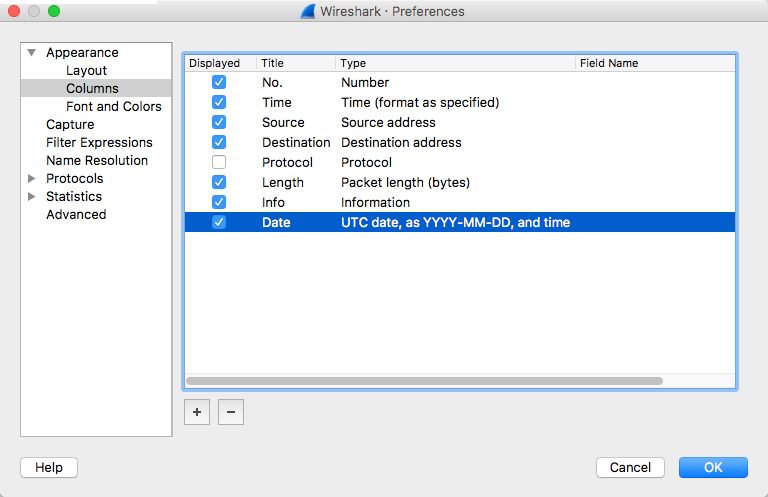 Wireshark · Preferences
Appearance
Layout
Columns
Font and Colors
Capture
Filter Expressions
Name Resolution
Protocols
Statistics
Advanced
Displayed Title Type Field Name
No. Number
Time Time (format as specified)
Source Source address
Destination Destination address
Protocol Protocol
Length Packet length (bytes)
Info Information
Date UTC date, as YYYY-MM-DD, and time
+ −
Help Cancel OK